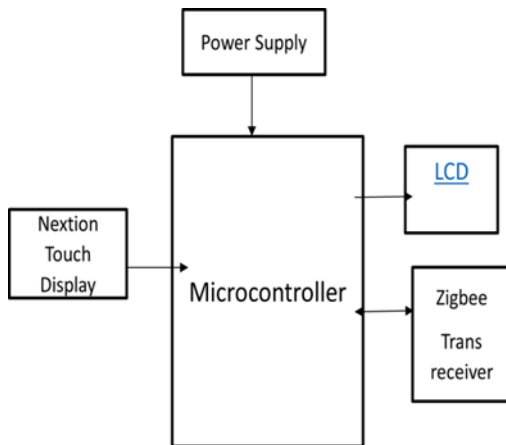 Power Supply
LCD
Nextion
Touch
Display
Microcontroller
Zigbee
Trans
receiver